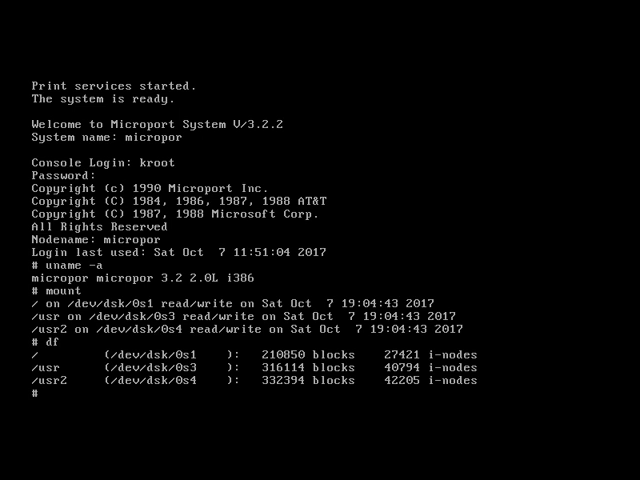 Print services started.
The system is ready.
Welcome to Microport System V/3.2.2
System name: micropor
Console Login: kroot
Password:
Copyright (c) 1990 Microport Inc.
Copyright (C) 1984, 1986, 1987, 1988 AT&T
Copyright (C) 1987, 1988 Microsoft Corp.
All Rights Reserved
Nodename: micropor
Login last used: Sat Oct  7 11:51:04 2017
# uname -a
micropor micropor 3.2 2.0L i386
# mount
/ on /dev/dsk/0s1 read/write on Sat Oct  7 19:04:43 2017
/usr on /dev/dsk/0s3 read/write on Sat Oct  7 19:04:43 2017
/usr2 on /dev/dsk/0s4 read/write on Sat Oct  7 19:04:43 2017
# df
/         (/dev/dsk/0s1    ):   210850 blocks    27421 i-nodes
/usr      (/dev/dsk/0s3    ):   316114 blocks    40794 i-nodes
/usr2     (/dev/dsk/0s4    ):   332394 blocks    42205 i-nodes
#